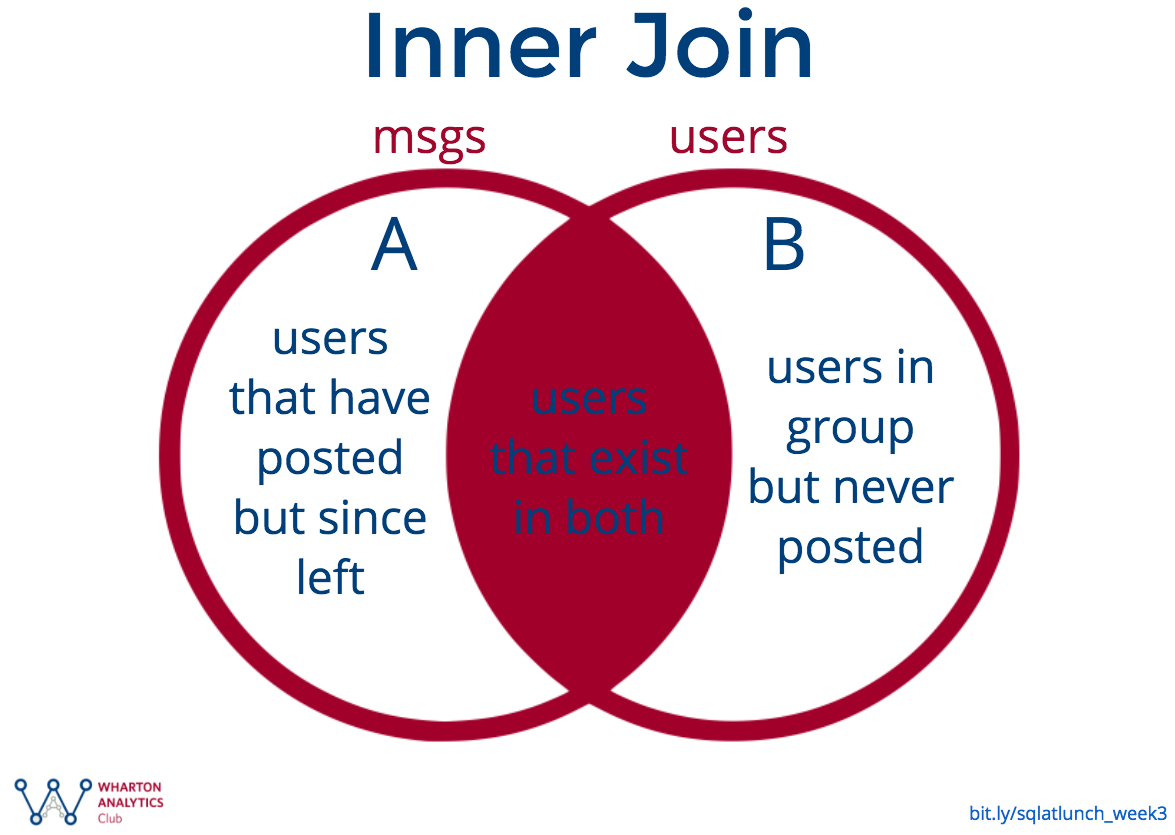 Inner Join
msgs
users
A
B
users
that have
posted
but since
left
users
that exist
in both
users in
group
but never
posted
WHARTON
ANALYTICS
Club
bit.ly/sqlatlunch_week3